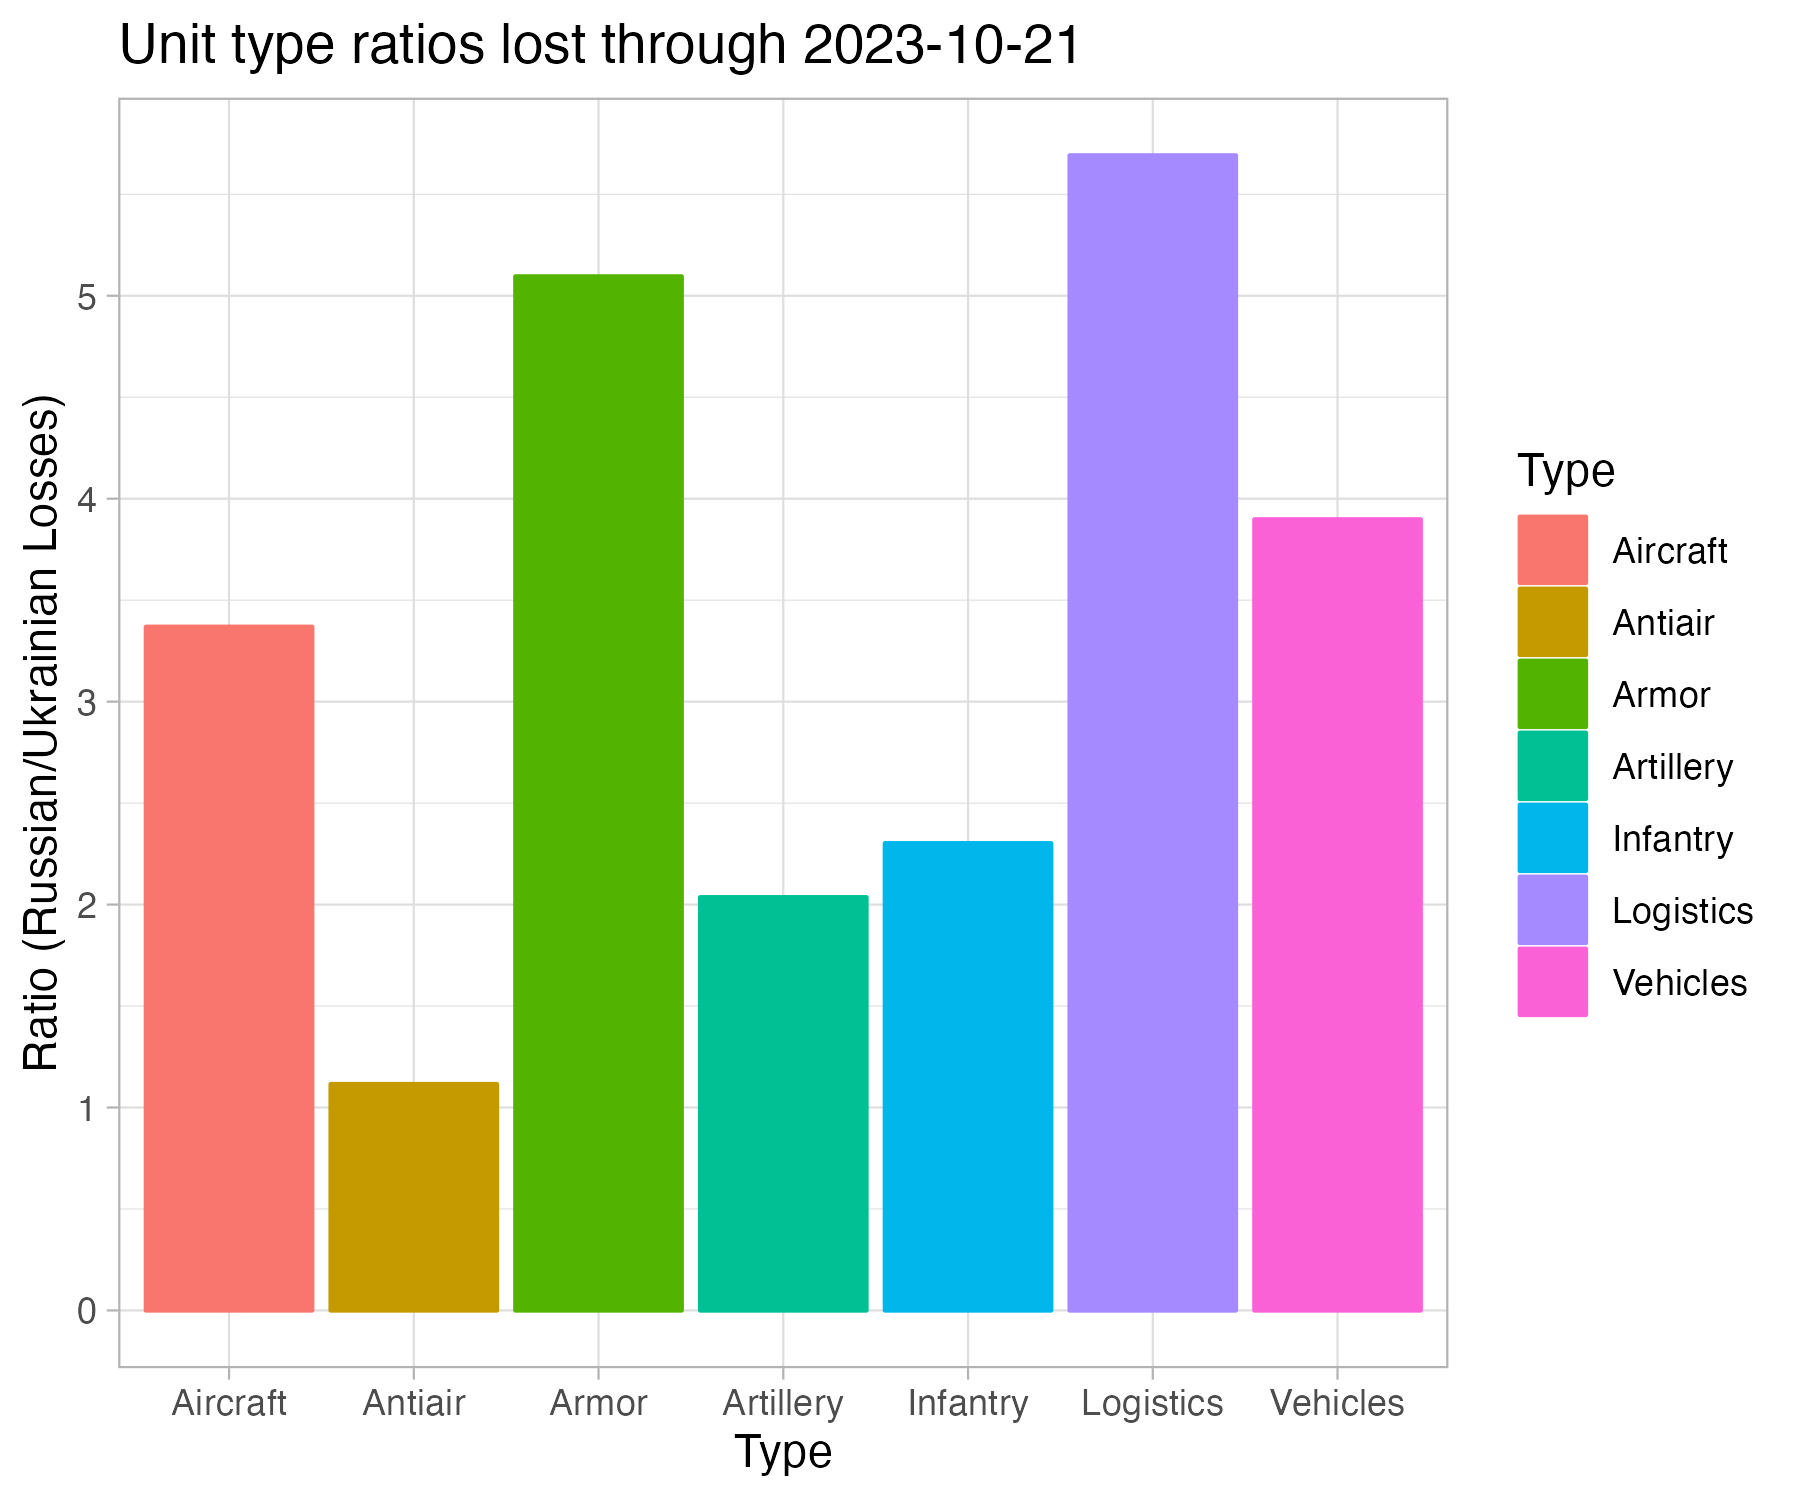 Unit type ratios lost through 2023-10-21
Ratio (Russian/Ukrainian Losses)
5
4
3
2
1
0
Aircraft Antiair Armor Artillery Infantry Logistics Vehicles
Type
Type
Aircraft
Antiair
Armor
Artillery
Infantry
Logistics
Vehicles